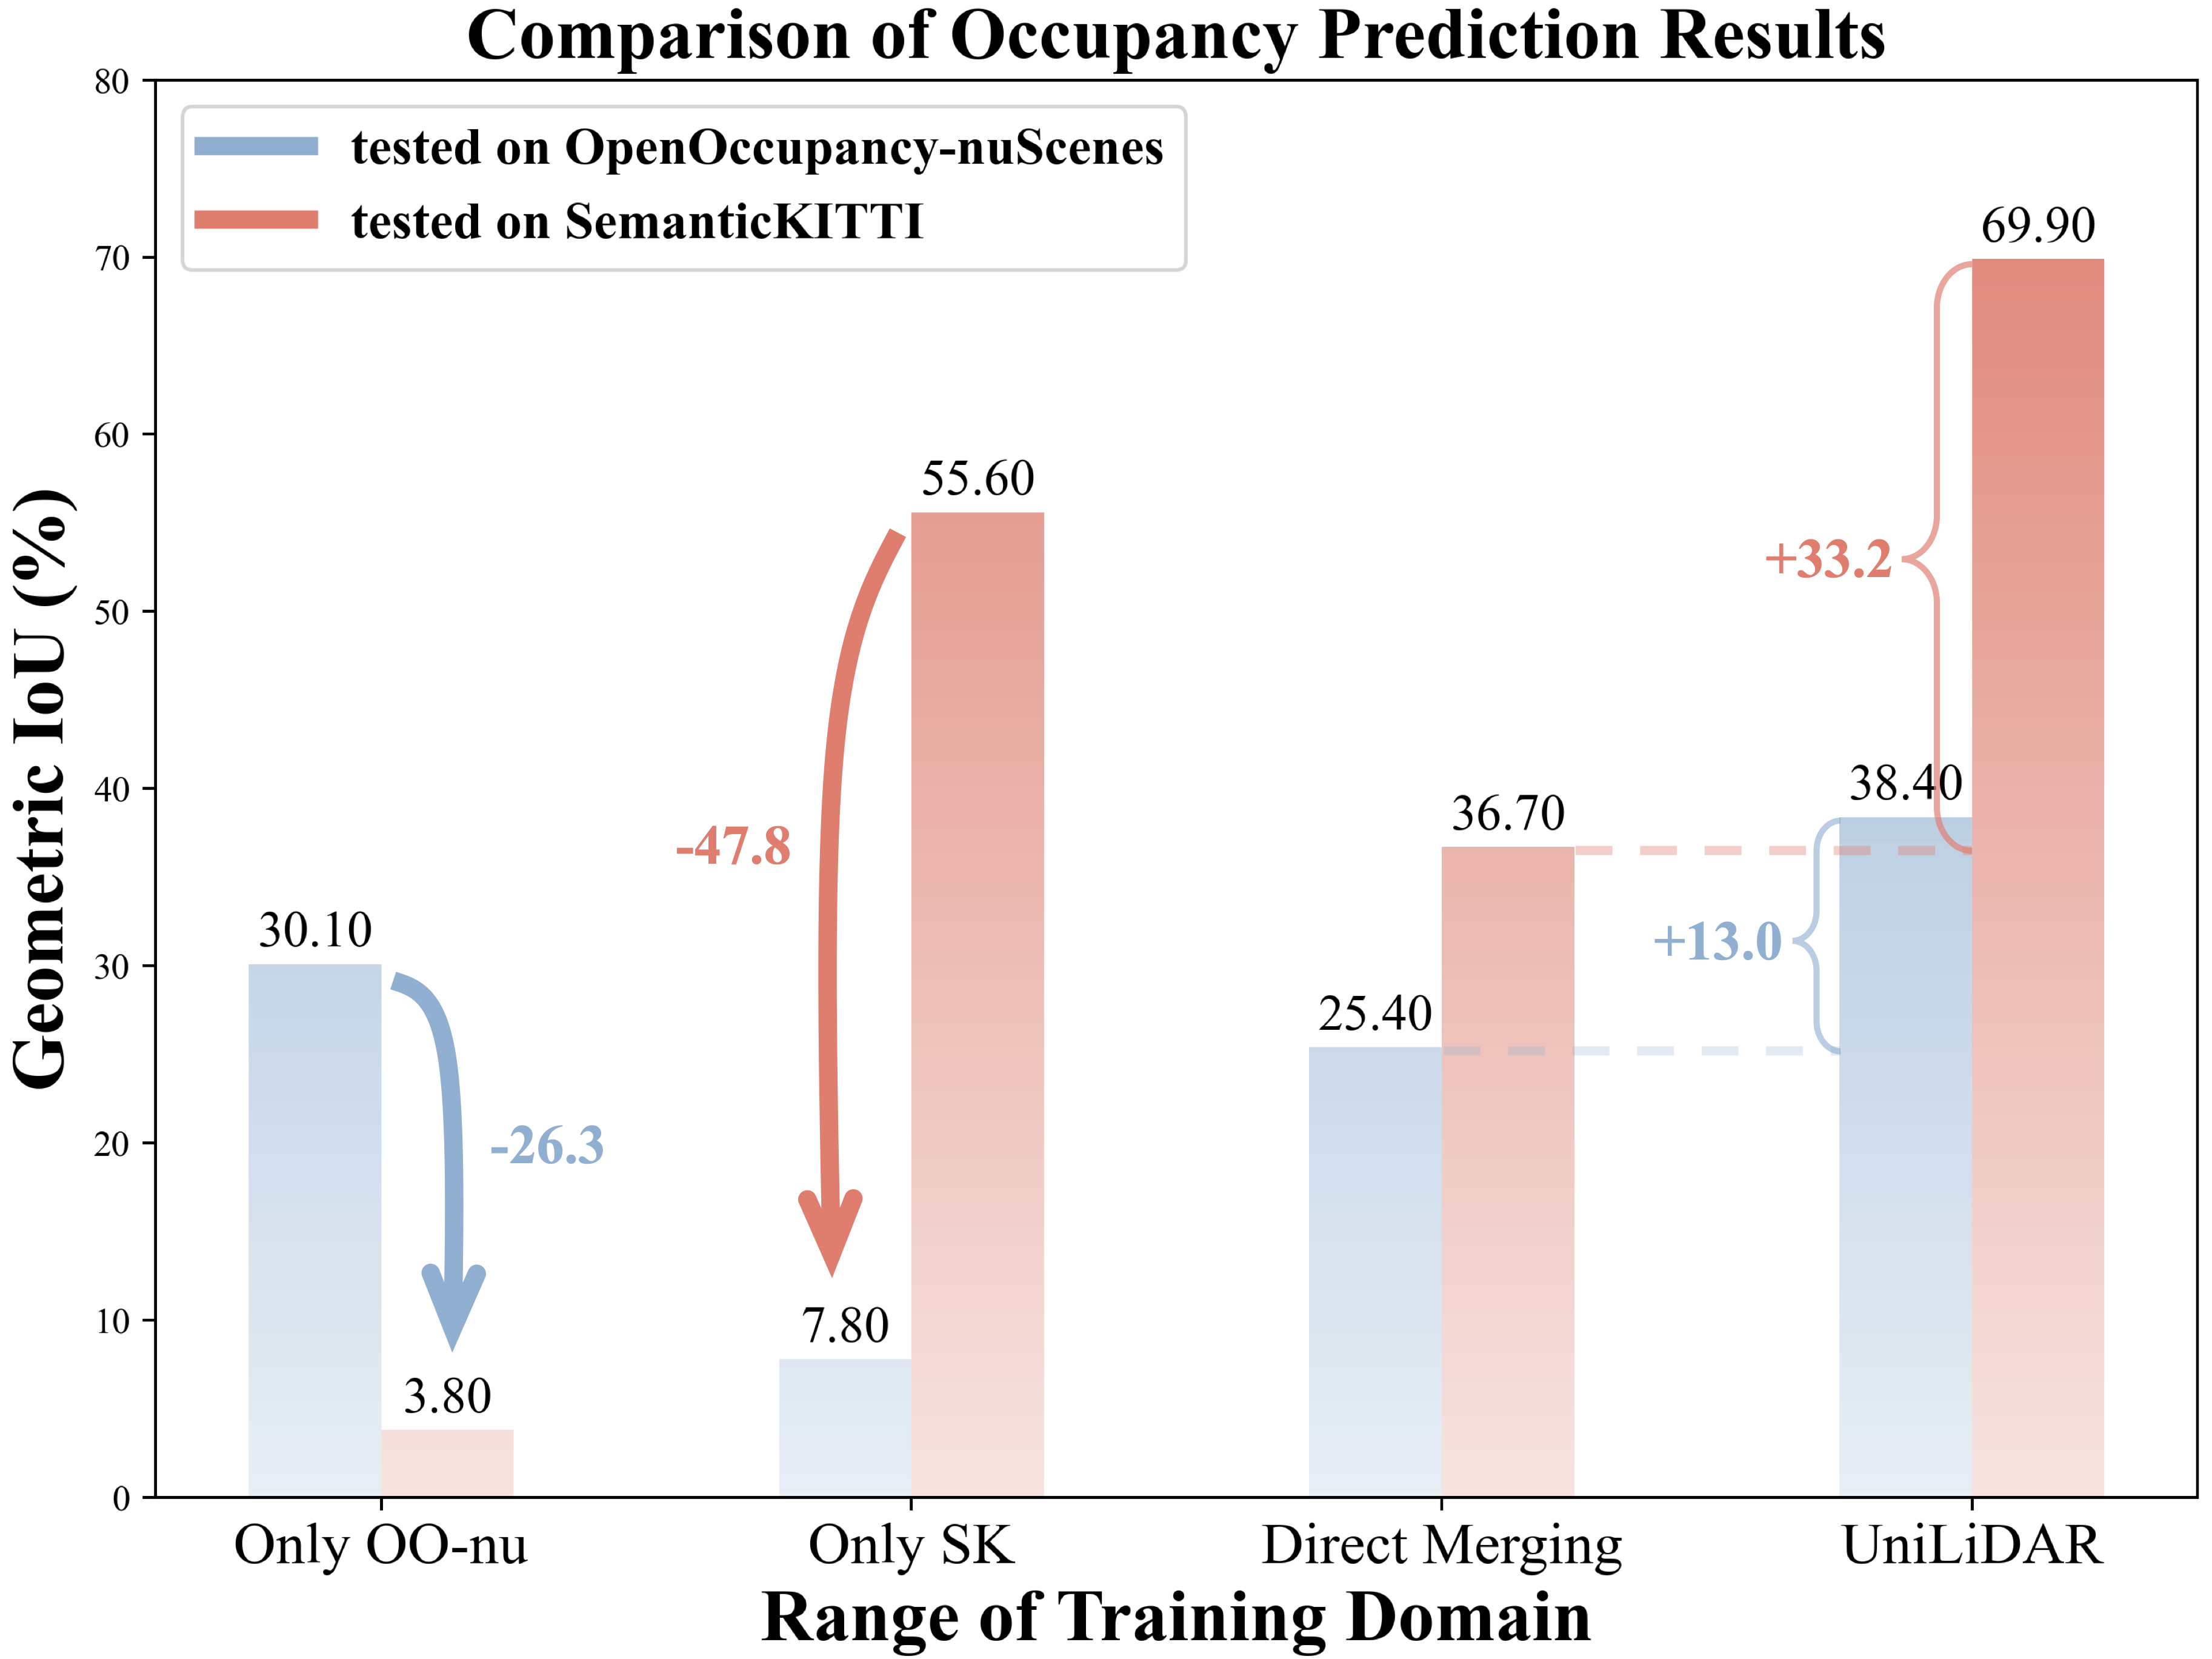 Comparison of Occupancy Prediction Results
tested on OpenOccupancy-nuScenes
tested on SemanticKITTI
Geometric IoU (%)
80
70
60
50
40
30
20
10
0
30.10
3.80
-26.3
7.80
55.60
-47.8
25.40
36.70
38.40
69.90
+13.0
+33.2
Only OO-nu
Only SK
Direct Merging
UniLiDAR
Range of Training Domain